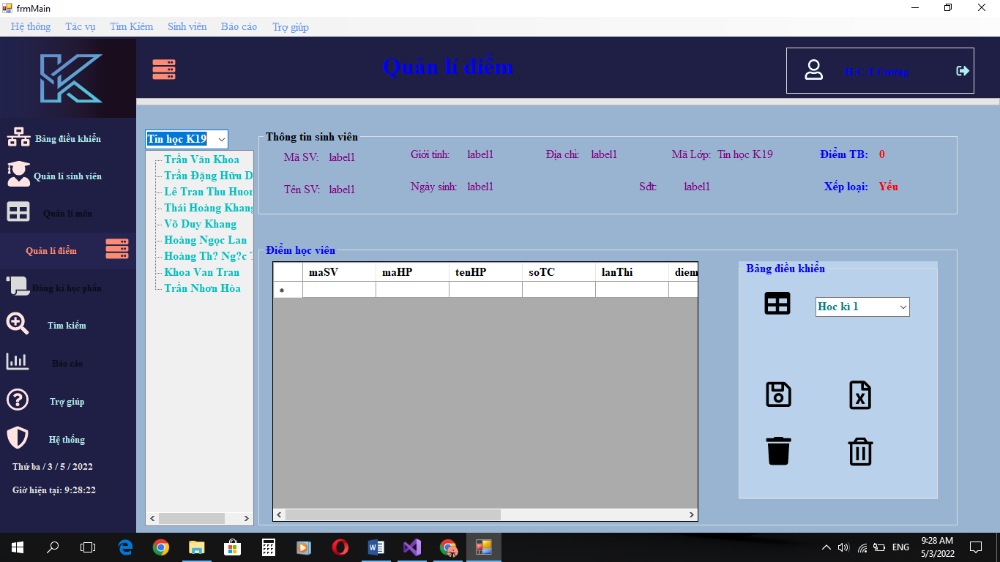 frmMain
Hệ thông Tác vụ Tìm Kiêm Sinh viên Báo cáo Trợ giúp
Quản lí điểm
H.C.T.Cường
Bảng điều khiển
Quản lí sinh viên
Quản lí môn
Quản lí điểm
Đăng kí học phần
Tìm kiếm
Báo cáo
Trợ giúp
Hệ thống
Thứ ba / 3 / 5 / 2022
Giờ hiện tại: 9:28:22
Tin học K19
Trần Văn Khoa
Trần Đặng Hữu D
Lê Tran Thu Huon
Thái Hoàng Khang
Võ Duy Khang
Hoàng Ngọc Lan
Hoàng Th? Ng?c T
Khoa Van Tran
Trần Nhơn Hòa
Thông tin sinh viên
Mã SV: label1 Giới tính: label1 Địa chỉ: label1 Mã Lớp: Tin học K19 Điểm TB: 0
Tên SV: label1 Ngày sinh: label1 Sđt: label1 Xếp loại: Yếu
Điểm học viên
maSV maHP tenHP soTC lanThi diem
*
Bảng điều khiển
Hoc kì 1
ENG
9:28 AM
5/3/2022